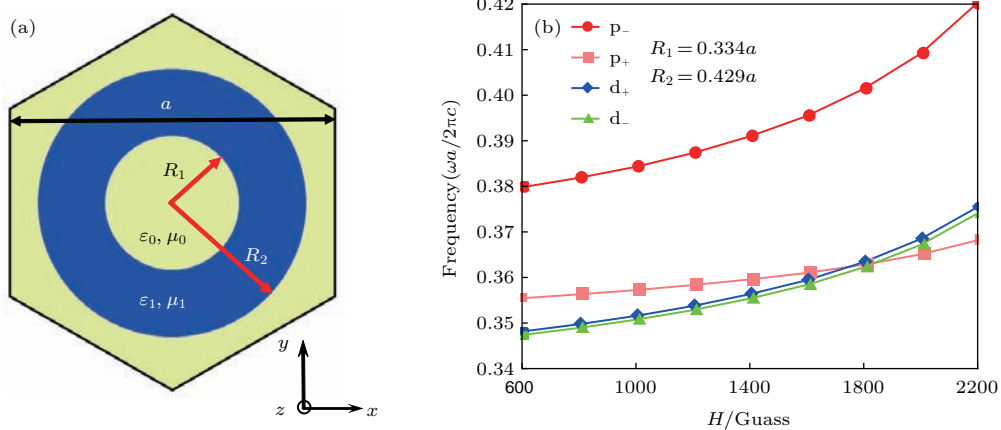 (a)
a
R₁
ε₀, μ₀
R₂
ε₁, μ₁
y
z
x
(b)
p₋
p₊
d₊
d₋
R₁=0.334a
R₂=0.429a
Frequency (ωa/2πc)
0.42
0.41
0.40
0.39
0.38
0.37
0.36
0.35
0.34
600
1000
1400
1800
2200
H/Guass